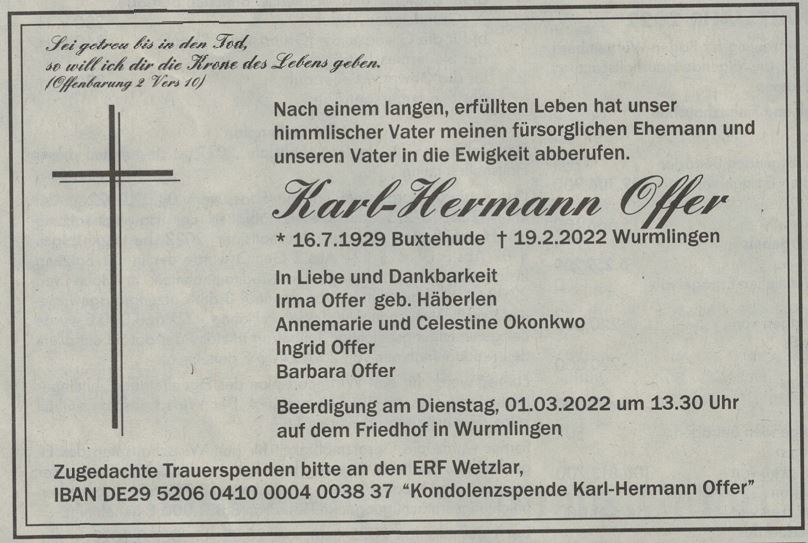 Sei getreu bis in den Tod,
so will ich dir die Krone des Lebens geben.
(Offenbarung 2 Vers 10)
Nach einem langen, erfüllten Leben hat unser
himmlischer Vater meinen fürsorglichen Ehemann und
unseren Vater in die Ewigkeit abberufen.
Karl-Hermann Offer
* 16.7.1929 Buxtehude † 19.2.2022 Wurmlingen
In Liebe und Dankbarkeit
Irma Offer geb. Häberlen
Annemarie und Celestine Okonkwo
Ingrid Offer
Barbara Offer
Beerdigung am Dienstag, 01.03.2022 um 13.30 Uhr
auf dem Friedhof in Wurmlingen
Zugedachte Trauerspenden bitte an den ERF Wetzlar,
IBAN DE29 5206 0410 0004 0038 37 “Kondolenzspende Karl-Hermann Offer”